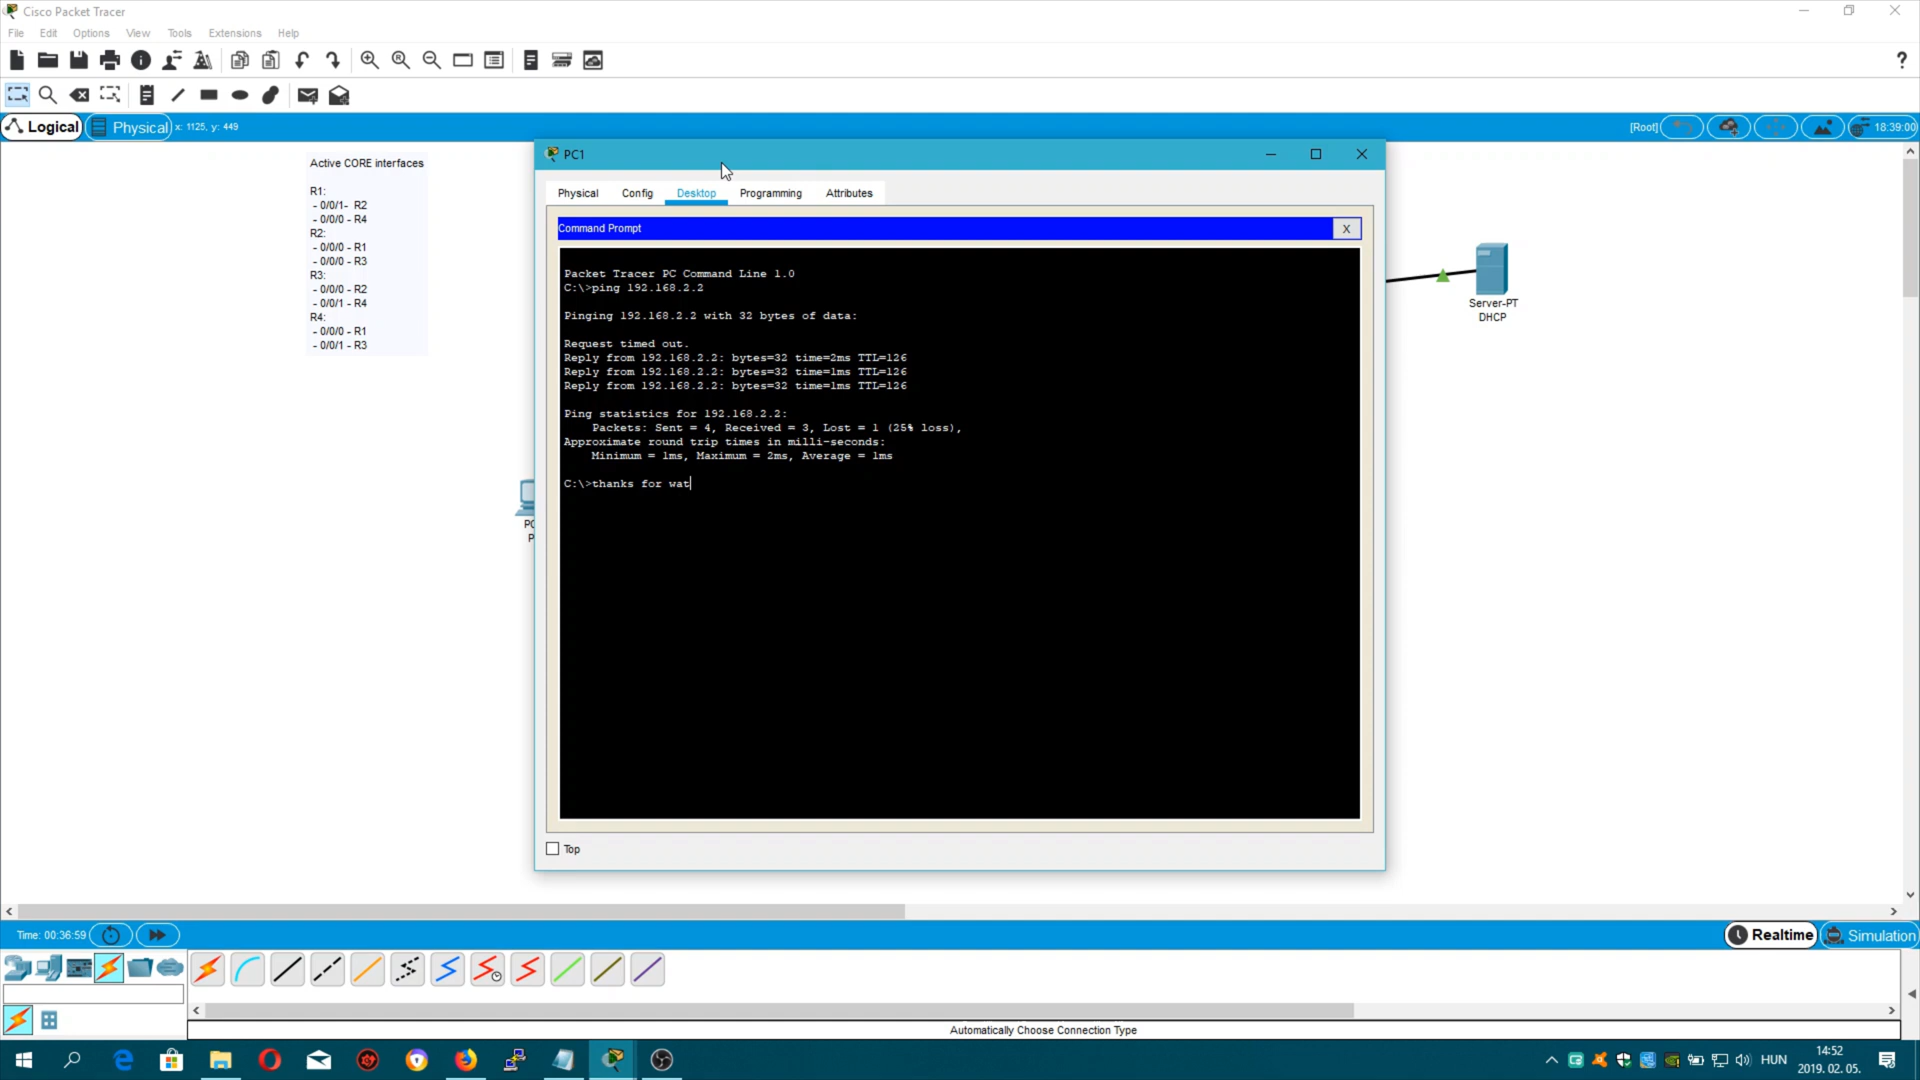 Cisco Packet Tracer
File Edit Options View Tools Extensions Help
?
Logical Physical x: 1125, y: 449 [Root] 18:39:00
Active CORE interfaces
R1:
- 0/0/1- R2
- 0/0/0 - R4
R2:
- 0/0/0 - R1
- 0/0/0 - R3
R3:
- 0/0/0 - R2
- 0/0/1 - R4
R4:
- 0/0/0 - R1
- 0/0/1 - R3
PC1
Physical Config Desktop Programming Attributes
Command Prompt X
Packet Tracer PC Command Line 1.0
C:\>ping 192.168.2.2
Pinging 192.168.2.2 with 32 bytes of data:
Request timed out.
Reply from 192.168.2.2: bytes=32 time=2ms TTL=126
Reply from 192.168.2.2: bytes=32 time=1ms TTL=126
Reply from 192.168.2.2: bytes=32 time=1ms TTL=126
Ping statistics for 192.168.2.2:
Packets: Sent = 4, Received = 3, Lost = 1 (25% loss),
Approximate round trip times in milli-seconds:
Minimum = 1ms, Maximum = 2ms, Average = 1ms
C:\>thanks for wat
Top
Server-PT
DHCP
PC
P
Time: 00:36:59 Realtime Simulation
Automatically Choose Connection Type
HUN
14:52
2019. 02. 05.